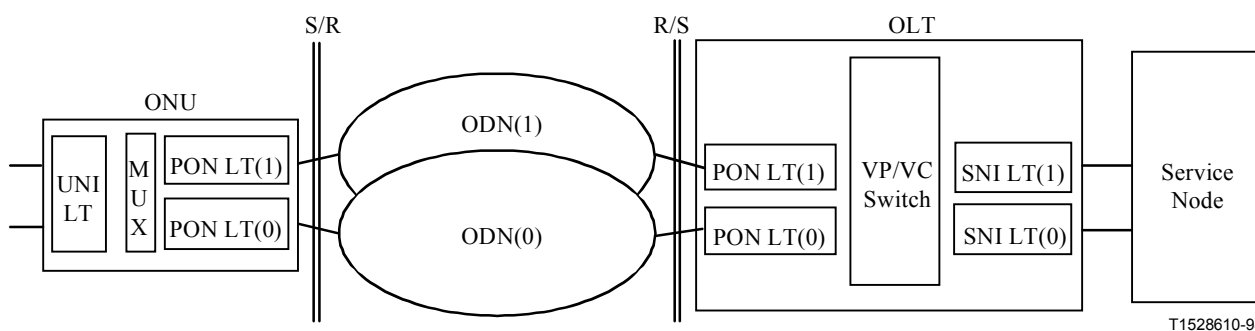 S/R
R/S
OLT
ONU
ODN(1)
UNI
LT
M
U
X
PON LT(1)
PON LT(0)
ODN(0)
PON LT(1)
PON LT(0)
VP/VC
Switch
SNI LT(1)
SNI LT(0)
Service
Node
T1528610-9